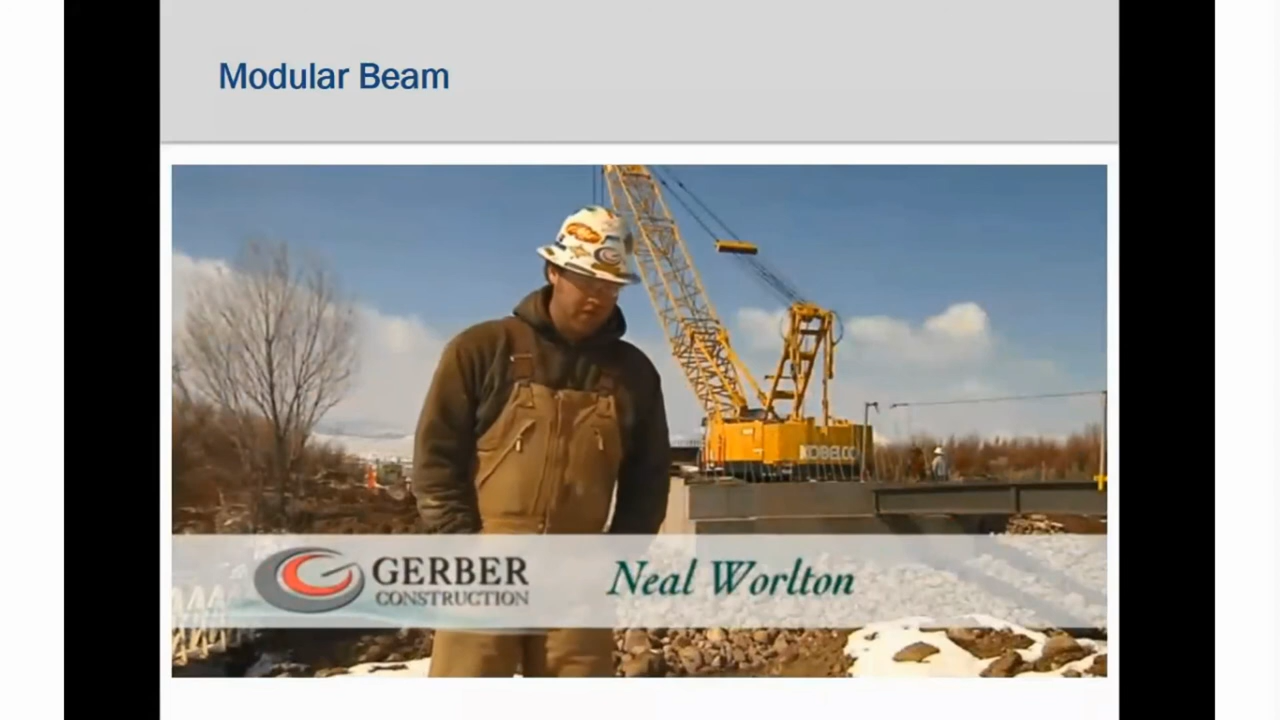 Modular Beam
KOBELCO
GERBER
CONSTRUCTION
Neal Worlton